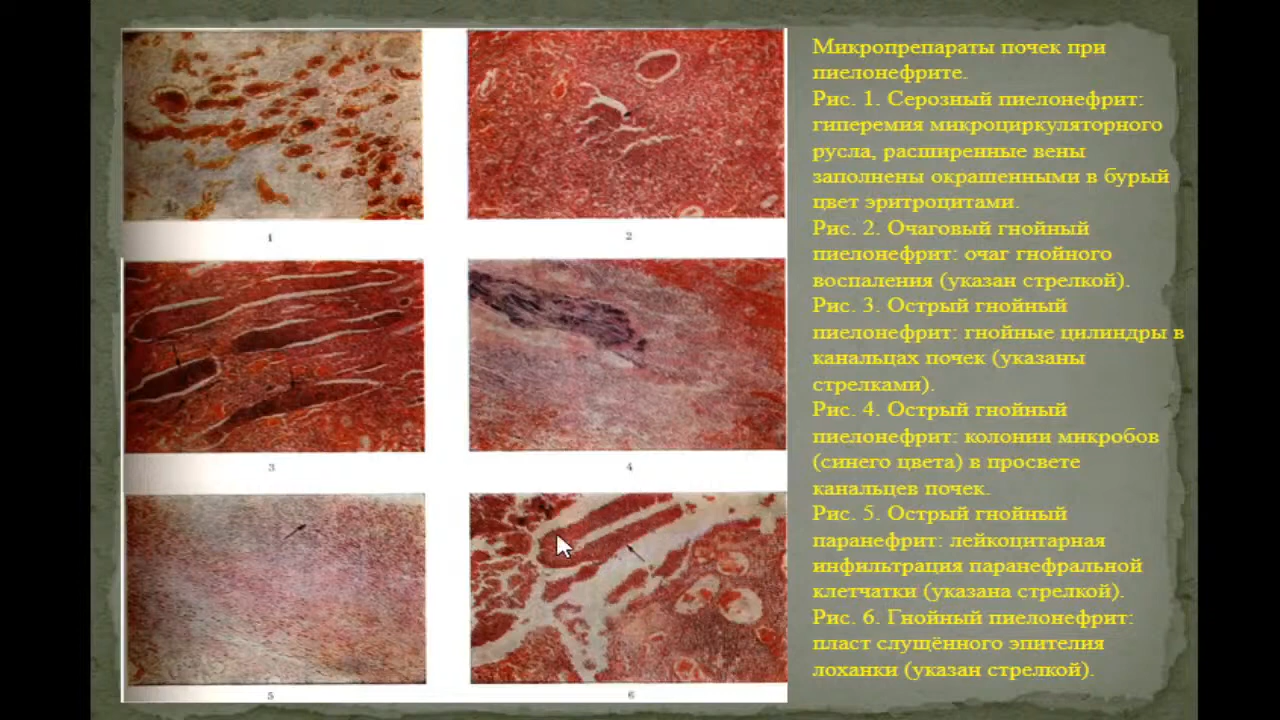 1
2
3
4
5
6
Микропрепараты почек при
пиелонефрите.
Рис. 1. Серозный пиелонефрит:
гиперемия микроциркуляторного
русла, расширенные вены
заполнены окрашенными в бурый
цвет эритроцитами.
Рис. 2. Очаговый гнойный
пиелонефрит: очаг гнойного
воспаления (указан стрелкой).
Рис. 3. Острый гнойный
пиелонефрит: гнойные цилиндры в
канальцах почек (указаны
стрелками).
Рис. 4. Острый гнойный
пиелонефрит: колонии микробов
(синего цвета) в просвете
канальцев почек.
Рис. 5. Острый гнойный
паранефрит: лейкоцитарная
инфильтрация паранефральной
клетчатки (указана стрелкой).
Рис. 6. Гнойный пиелонефрит:
пласт слущённого эпителия
лоханки (указан стрелкой).